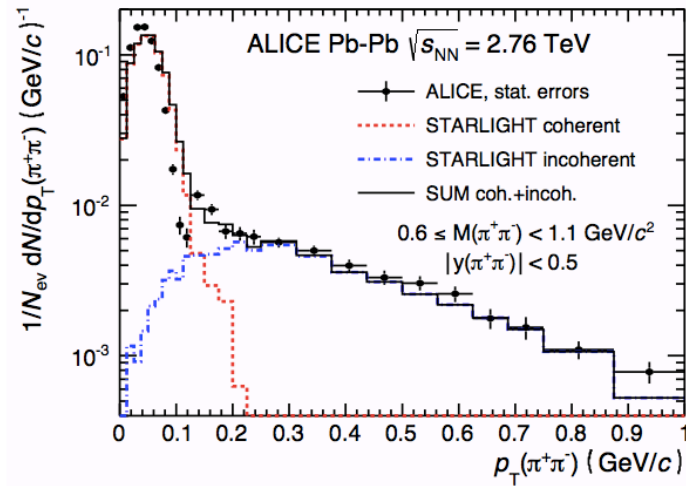 ALICE Pb-Pb √sNN = 2.76 TeV
ALICE, stat. errors
STARLIGHT coherent
STARLIGHT incoherent
SUM coh.+incoh.
0.6 ≤ M(π⁺π⁻) < 1.1 GeV/c²
|y(π⁺π⁻)| < 0.5
1/Nev dN/dpT(π⁺π⁻) (GeV/c)⁻¹
10⁻¹
10⁻²
10⁻³
0 0.1 0.2 0.3 0.4 0.5 0.6 0.7 0.8 0.9 1
pT(π⁺π⁻) (GeV/c)